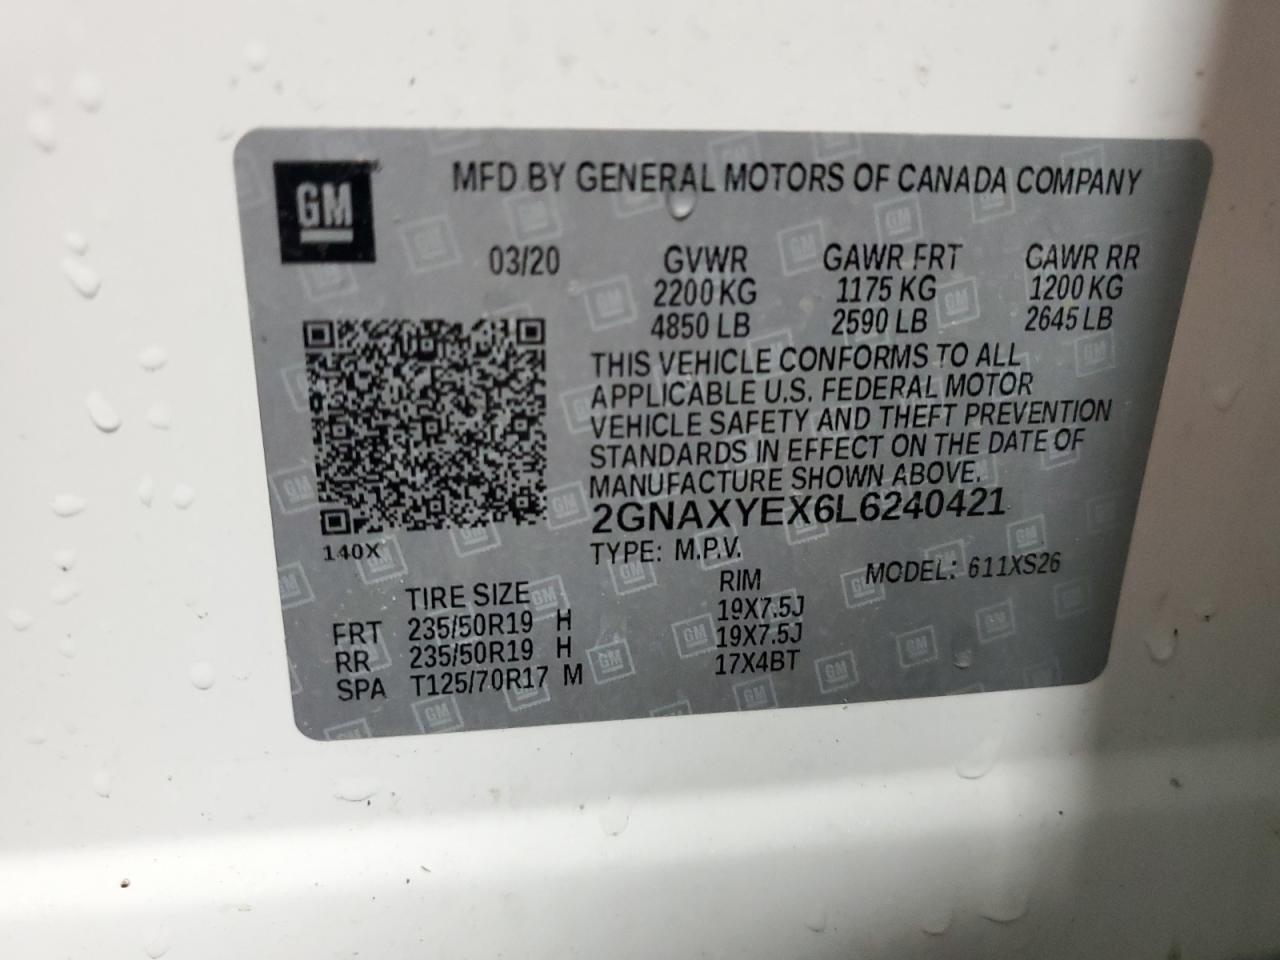 GM
MFD BY GENERAL MOTORS OF CANADA COMPANY
03/20 GVWR GAWR FRT GAWR RR
2200 KG 1175 KG 1200 KG
4850 LB 2590 LB 2645 LB
THIS VEHICLE CONFORMS TO ALL
APPLICABLE U.S. FEDERAL MOTOR
VEHICLE SAFETY AND THEFT PREVENTION
STANDARDS IN EFFECT ON THE DATE OF
MANUFACTURE SHOWN ABOVE.
2GNAXYEX6L6240421
140X
TYPE: M.P.V. MODEL: 611XS26
TIRE SIZE RIM
FRT 235/50R19 H 19X7.5J
RR 235/50R19 H 19X7.5J
SPA T125/70R17 M 17X4BT